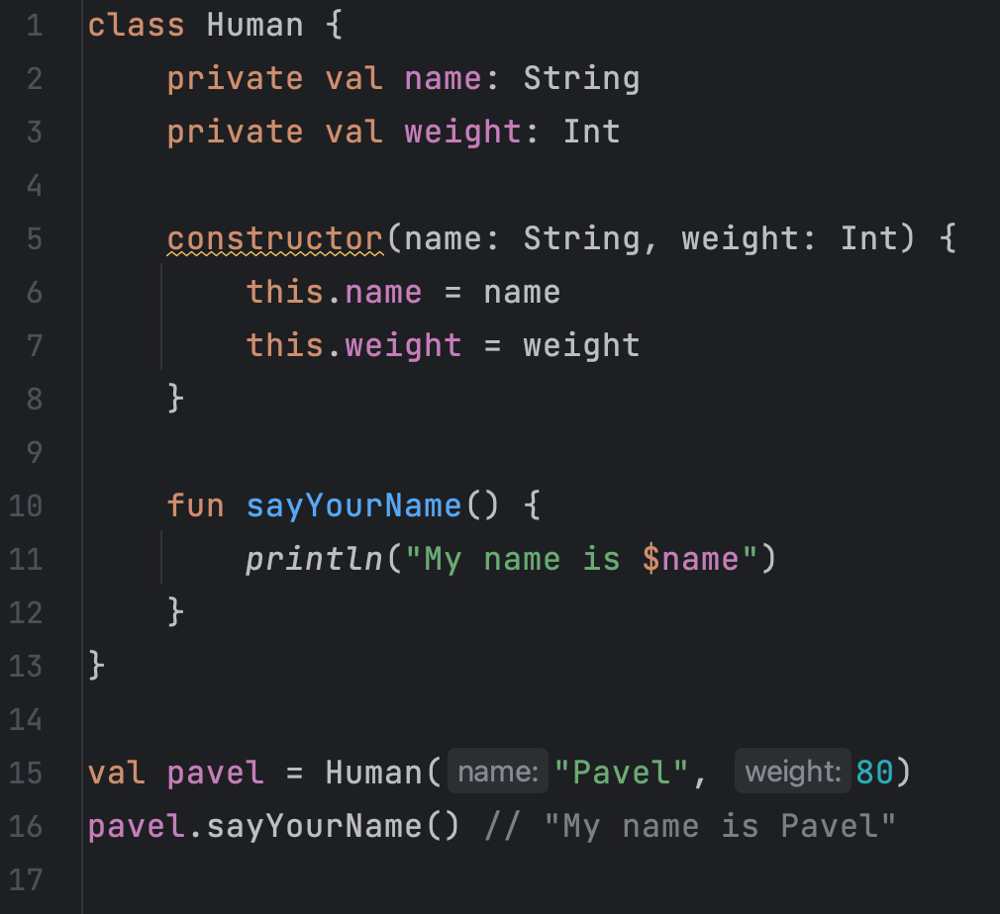 1 class Human {
2     private val name: String
3     private val weight: Int
4
5     constructor(name: String, weight: Int) {
6         this.name = name
7         this.weight = weight
8     }
9
10     fun sayYourName() {
11         println("My name is $name")
12     }
13 }
14
15 val pavel = Human( name: "Pavel", weight: 80)
16 pavel.sayYourName() // "My name is Pavel"
17